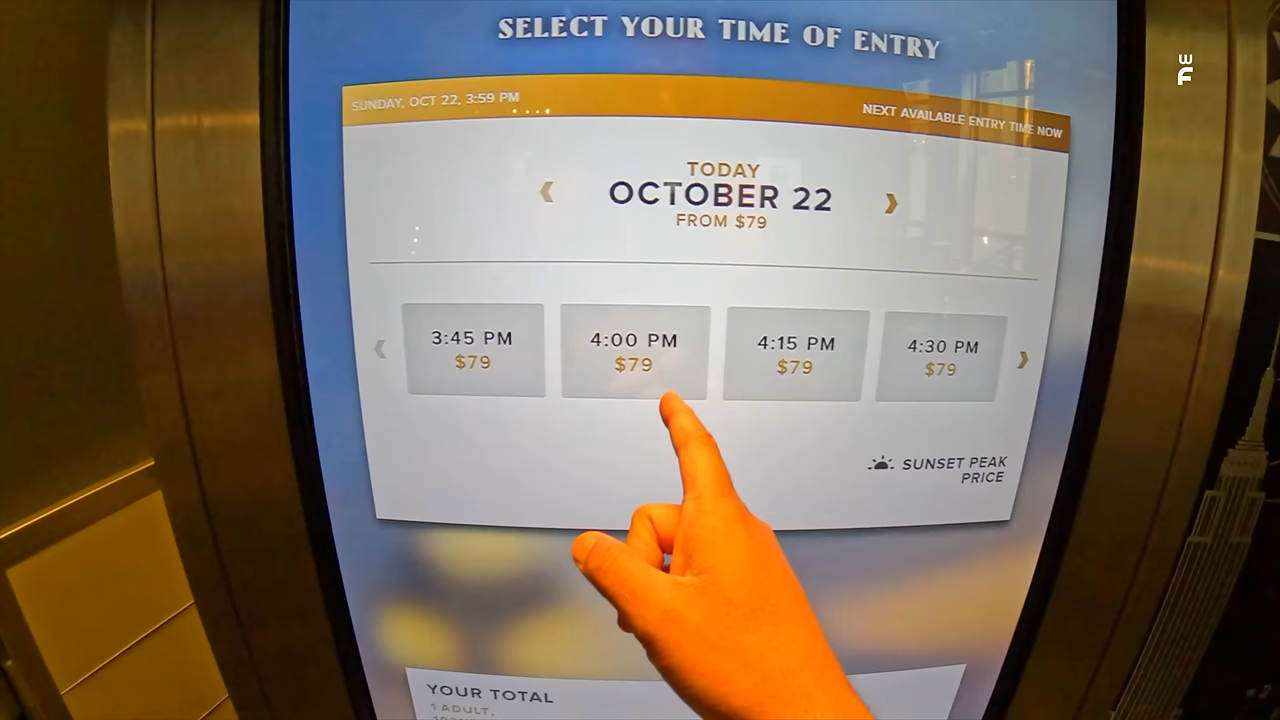 SELECT YOUR TIME OF ENTRY
SUNDAY, OCT 22, 3:59 PM
NEXT AVAILABLE ENTRY TIME NOW
TODAY
OCTOBER 22
FROM $79
3:45 PM
$79
4:00 PM
$79
4:15 PM
$79
4:30 PM
$79
SUNSET PEAK
PRICE
YOUR TOTAL
1 ADULT,
W
F